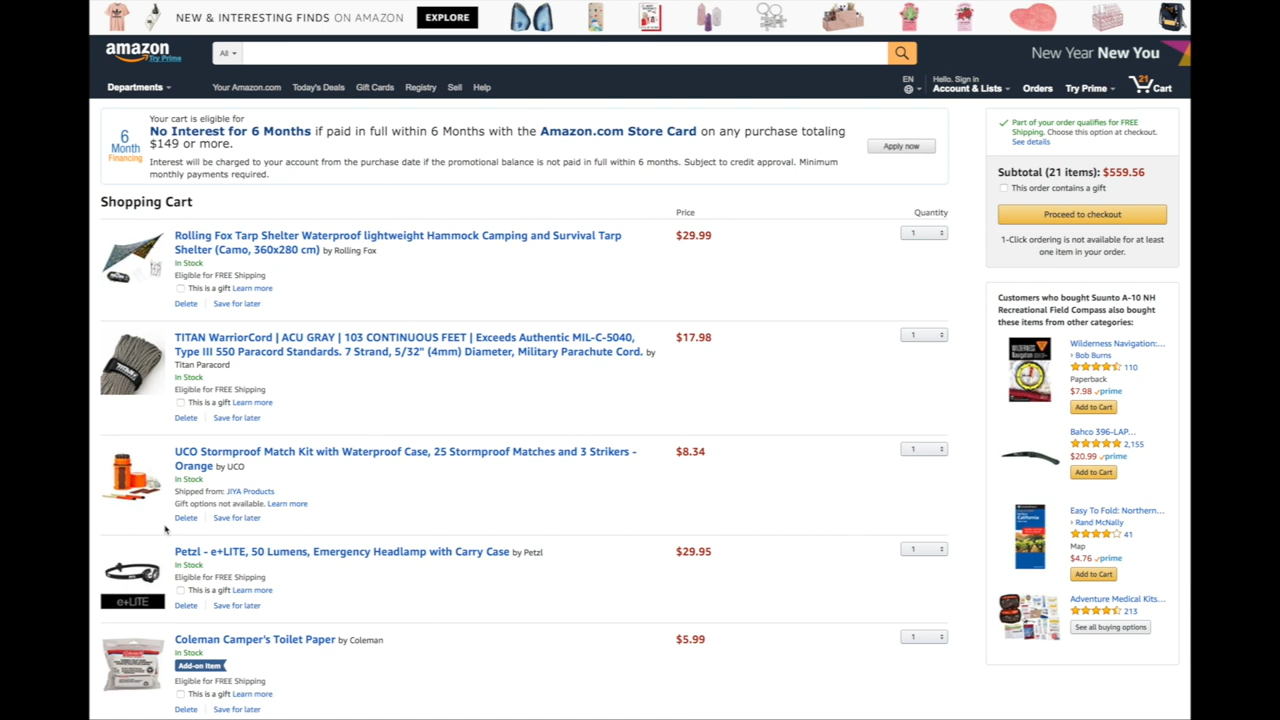 NEW & INTERESTING FINDS ON AMAZON EXPLORE
amazon
Try Prime
All
New Year New You
Departments
Your Amazon.com Today's Deals Gift Cards Registry Sell Help
EN
Hello. Sign in
Account & Lists
Orders
Try Prime
21
Cart
6
Month
Financing
Your cart is eligible for
No Interest for 6 Months if paid in full within 6 Months with the Amazon.com Store Card on any purchase totaling
$149 or more.
Interest will be charged to your account from the purchase date if the promotional balance is not paid in full within 6 months. Subject to credit approval. Minimum
monthly payments required.
Apply now
Shopping Cart
Price Quantity
Rolling Fox Tarp Shelter Waterproof lightweight Hammock Camping and Survival Tarp
Shelter (Camo, 360x280 cm) by Rolling Fox
In Stock
Eligible for FREE Shipping
This is a gift Learn more
Delete Save for later
$29.99
1
TITAN WarriorCord | ACU GRAY | 103 CONTINUOUS FEET | Exceeds Authentic MIL-C-5040,
Type III 550 Paracord Standards. 7 Strand, 5/32" (4mm) Diameter, Military Parachute Cord. by
Titan Paracord
In Stock
Eligible for FREE Shipping
This is a gift Learn more
Delete Save for later
$17.98
1
TITAN
UCO Stormproof Match Kit with Waterproof Case, 25 Stormproof Matches and 3 Strikers -
Orange by UCO
In Stock
Shipped from: JIYA Products
Gift options not available. Learn more
Delete Save for later
$8.34
1
Petzl - e+LITE, 50 Lumens, Emergency Headlamp with Carry Case by Petzl
In Stock
Eligible for FREE Shipping
This is a gift Learn more
Delete Save for later
$29.95
1
e+LITE
Coleman Camper's Toilet Paper by Coleman
In Stock
Add-on Item
Eligible for FREE Shipping
This is a gift Learn more
Delete Save for later
$5.99
1
Part of your order qualifies for FREE
Shipping. Choose this option at checkout.
See details
Subtotal (21 items): $559.56
This order contains a gift
Proceed to checkout
1-Click ordering is not available for at least
one item in your order.
Customers who bought Suunto A-10 NH
Recreational Field Compass also bought
these items from other categories:
Wilderness Navigation:...
› Bob Burns
110
Paperback
$7.98 prime
Add to Cart
Bahco 396-LAP...
2,155
$20.99 prime
Add to Cart
Easy To Fold: Northern...
› Rand McNally
41
Map
$4.76 prime
Add to Cart
Adventure Medical Kits...
213
See all buying options